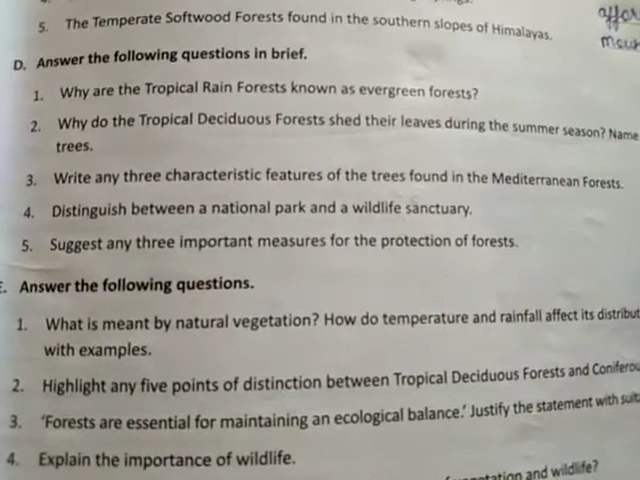 5. The Temperate Softwood Forests found in the southern slopes of Himalayas.
D. Answer the following questions in brief.
1. Why are the Tropical Rain Forests known as evergreen forests?
2. Why do the Tropical Deciduous Forests shed their leaves during the summer season? Name
trees.
3. Write any three characteristic features of the trees found in the Mediterranean Forests.
4. Distinguish between a national park and a wildlife sanctuary.
5. Suggest any three important measures for the protection of forests.
E. Answer the following questions.
1. What is meant by natural vegetation? How do temperature and rainfall affect its distribut
with examples.
2. Highlight any five points of distinction between Tropical Deciduous Forests and Coniferou
3. ‘Forests are essential for maintaining an ecological balance.’ Justify the statement with suita
4. Explain the importance of wildlife.
and wildlife?